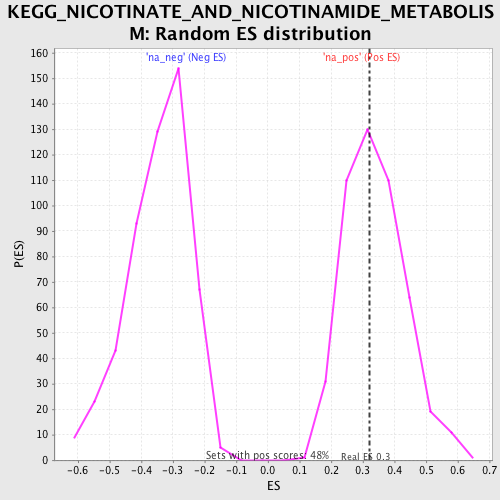 KEGG_NICOTINATE_AND_NICOTINAMIDE_METABOLIS
M: Random ES distribution
'na_neg' (Neg ES) 'na_pos' (Pos ES)
160
150
140
130
120
110
100
90
80
70
60
50
40
30
20
10
0
P(ES)
Sets with pos scores: 48%
Real ES 0.3
-0.6 -0.5 -0.4 -0.3 -0.2 -0.1 0.0 0.1 0.2 0.3 0.4 0.5 0.6 0.7
ES